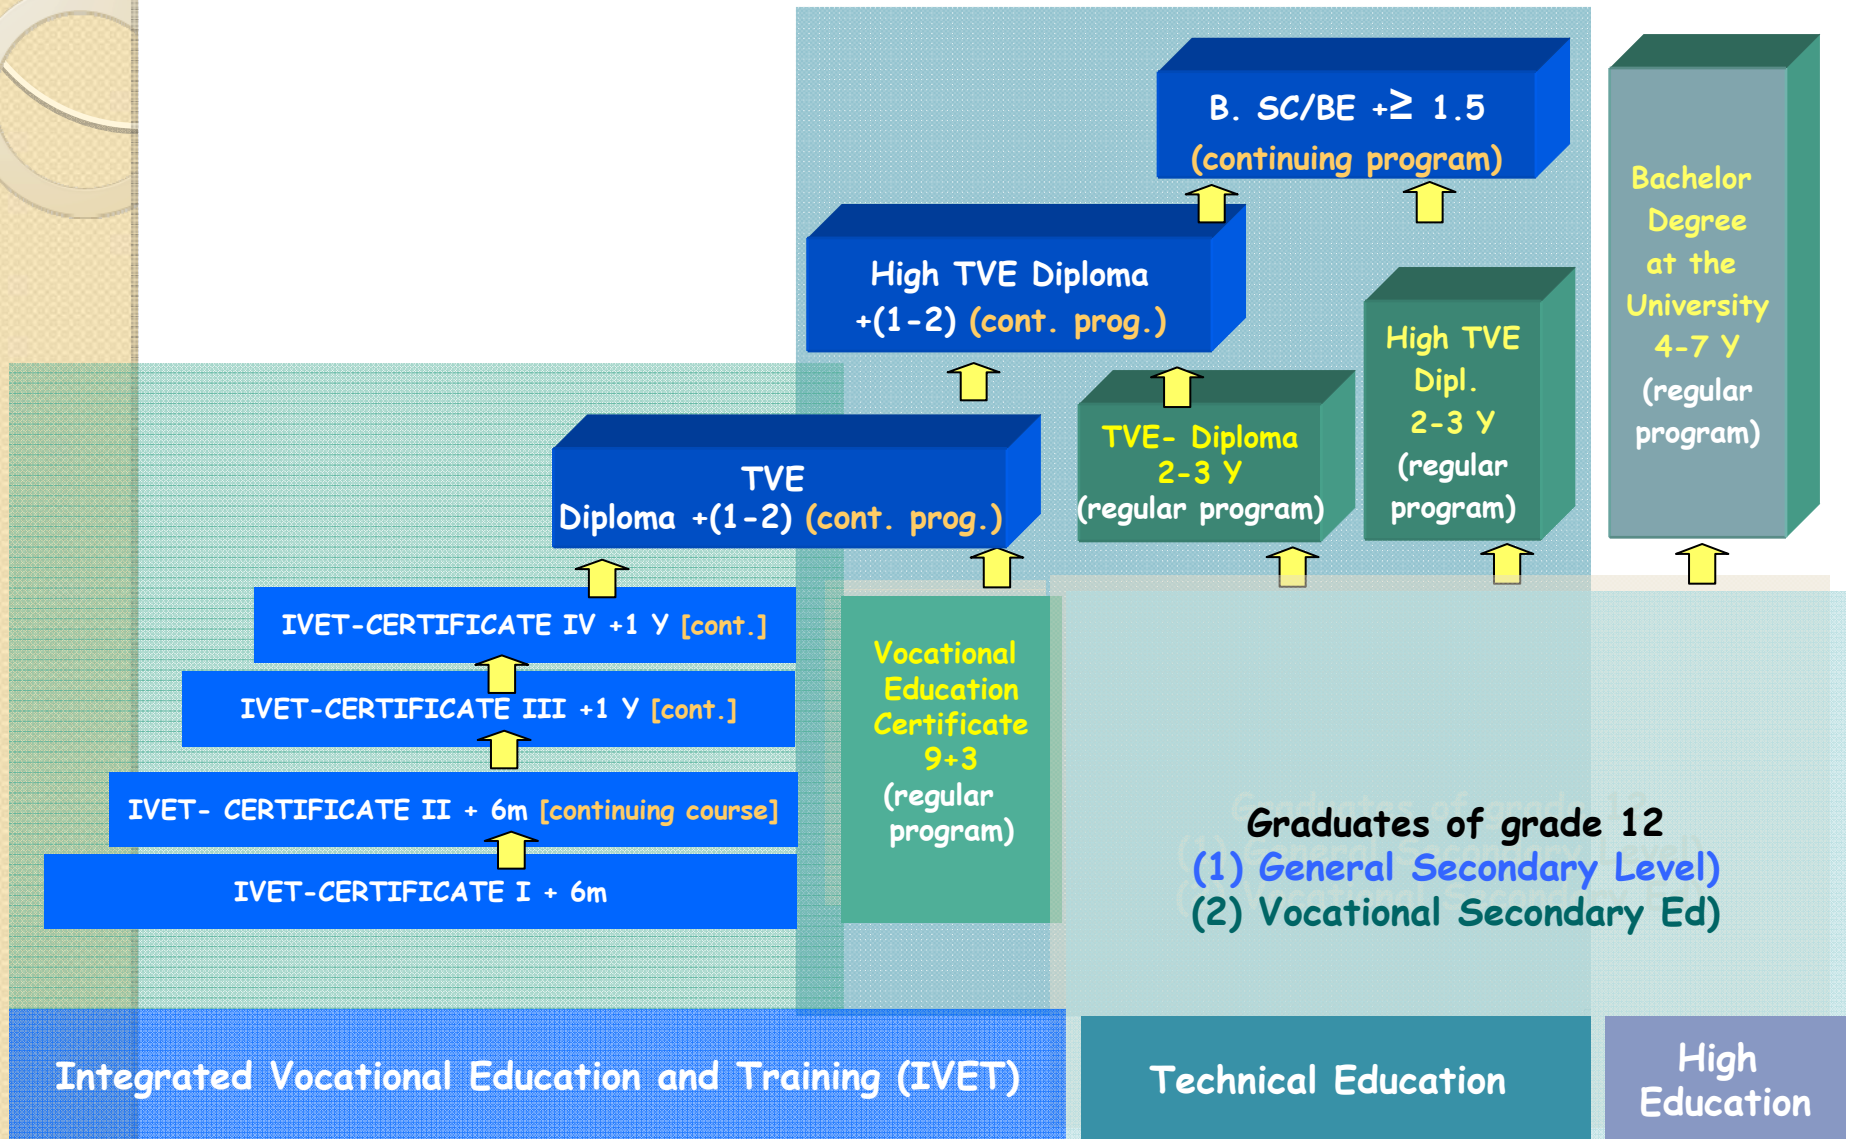 B. SC/BE +≥ 1.5
(continuing program)
Bachelor
Degree
at the
University
4-7 Y
(regular
program)
High TVE Diploma
+(1-2) (cont. prog.)
High TVE
Dipl.
2-3 Y
(regular
program)
TVE
Diploma +(1-2) (cont. prog.)
TVE- Diploma
2-3 Y
(regular program)
IVET-CERTIFICATE IV +1 Y [cont.]
IVET-CERTIFICATE III +1 Y [cont.]
IVET- CERTIFICATE II + 6m [continuing course]
IVET-CERTIFICATE I + 6m
Vocational
Education
Certificate
9+3
(regular
program)
Graduates of grade 12
(1) General Secondary Level)
(2) Vocational Secondary Ed)
Integrated Vocational Education and Training (IVET)
Technical Education
High
Education